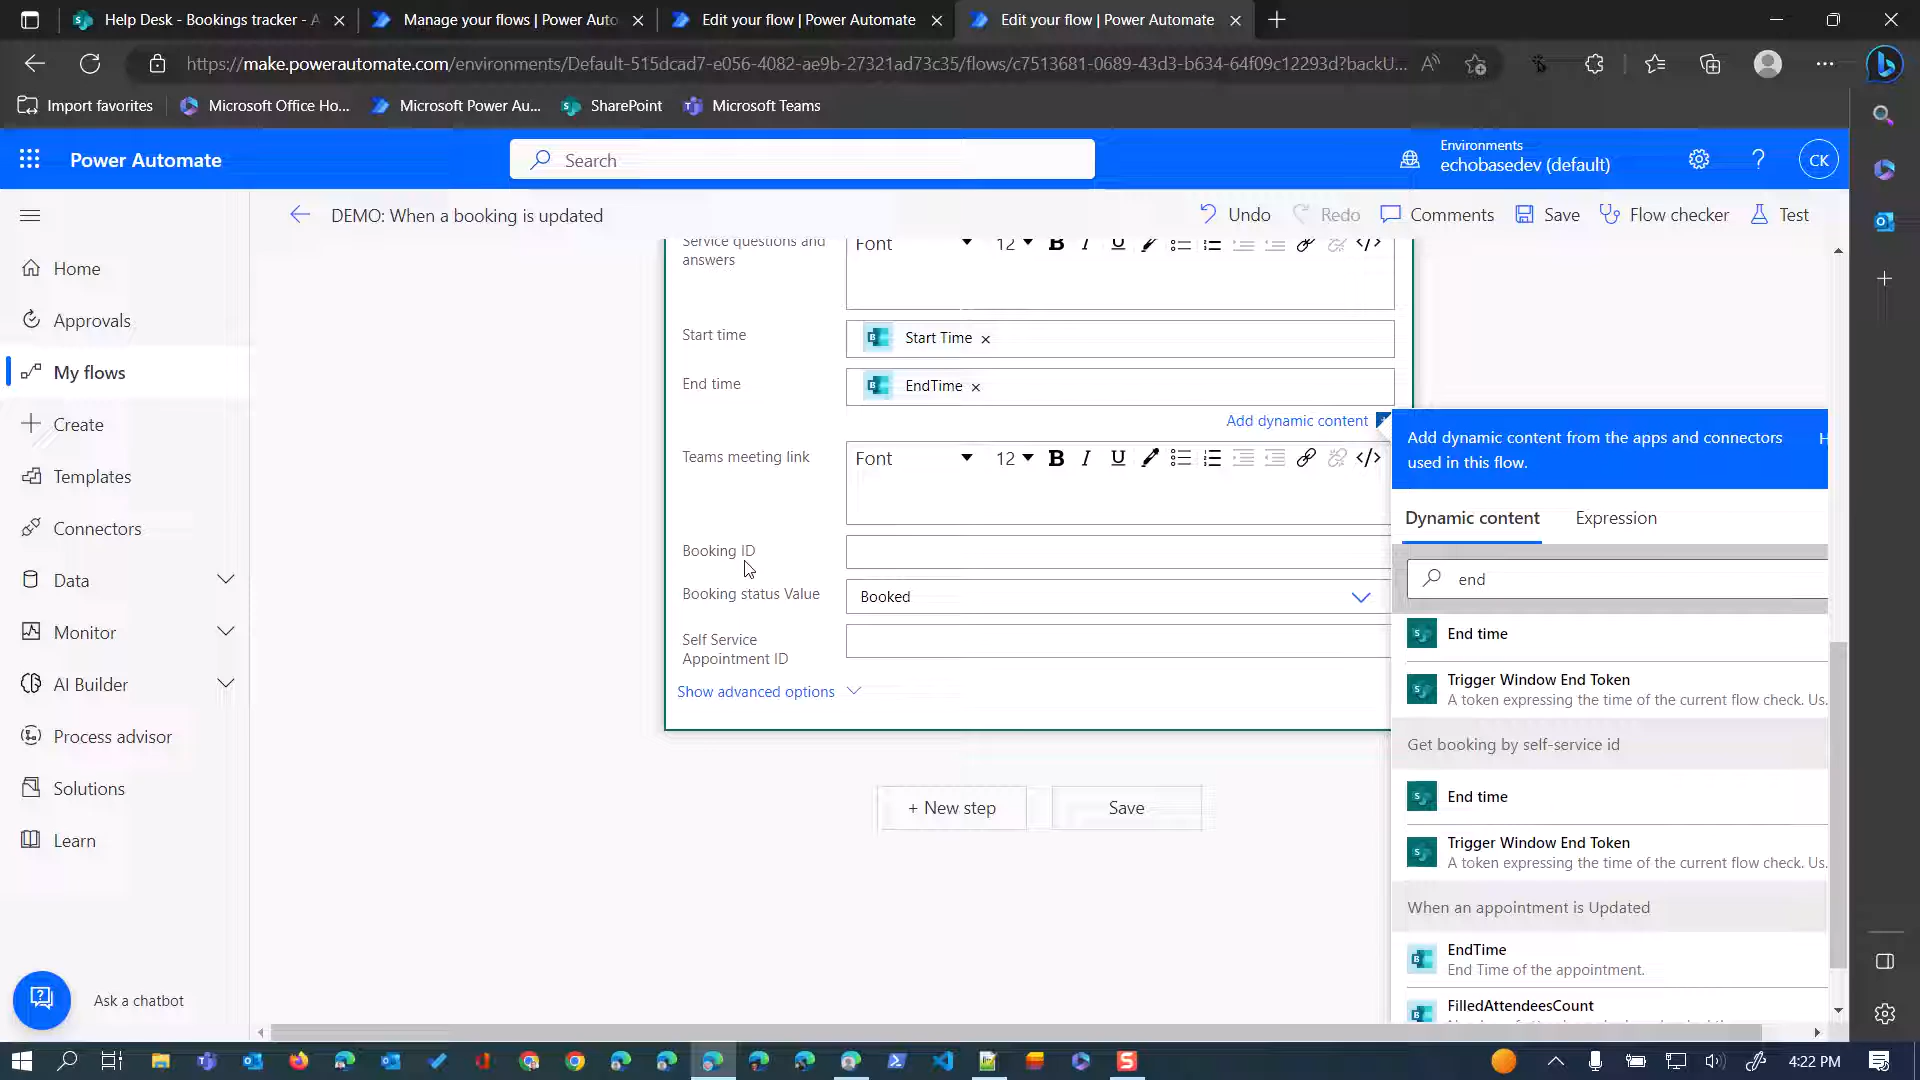 Help Desk - Bookings tracker - A
Manage your flows | Power Auto
Edit your flow | Power Automate
Edit your flow | Power Automate
https://make.powerautomate.com/environments/Default-515dcad7-e056-4082-ae9b-27321ad73c35/flows/c7513681-0689-43d3-b634-64f09c12293d?backU...
Import favorites
Microsoft Office Ho...
Microsoft Power Au...
SharePoint
Microsoft Teams
Power Automate
Search
Environments
echobasedev (default)
CK
DEMO: When a booking is updated
Undo
Redo
Comments
Save
Flow checker
Test
Home
Approvals
My flows
Create
Templates
Connectors
Data
Monitor
AI Builder
Process advisor
Solutions
Learn
Ask a chatbot
Service questions and
answers
Font
12
Start time
Start Time
End time
EndTime
Add dynamic content
Teams meeting link
Font
12
Booking ID
Booking status Value
Booked
Self Service
Appointment ID
Show advanced options
+ New step
Save
Add dynamic content from the apps and connectors
used in this flow.
H
Dynamic content
Expression
end
End time
Trigger Window End Token
A token expressing the time of the current flow check. Us.
Get booking by self-service id
End time
Trigger Window End Token
A token expressing the time of the current flow check. Us.
When an appointment is Updated
EndTime
End Time of the appointment.
FilledAttendeesCount
4:22 PM